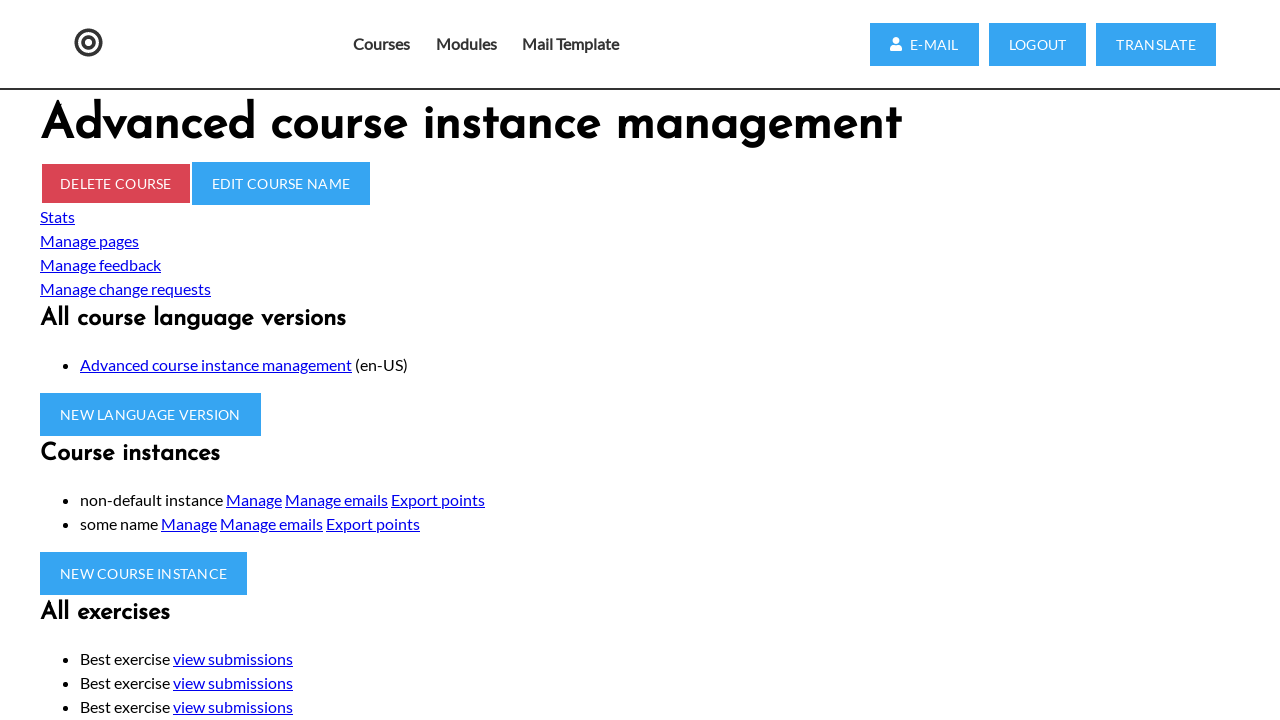 Courses Modules Mail Template E-MAIL LOGOUT TRANSLATE
Advanced course instance management
DELETE COURSE EDIT COURSE NAME
Stats
Manage pages
Manage feedback
Manage change requests
All course language versions
Advanced course instance management (en-US)
NEW LANGUAGE VERSION
Course instances
non-default instance Manage Manage emails Export points
some name Manage Manage emails Export points
NEW COURSE INSTANCE
All exercises
Best exercise view submissions
Best exercise view submissions
Best exercise view submissions